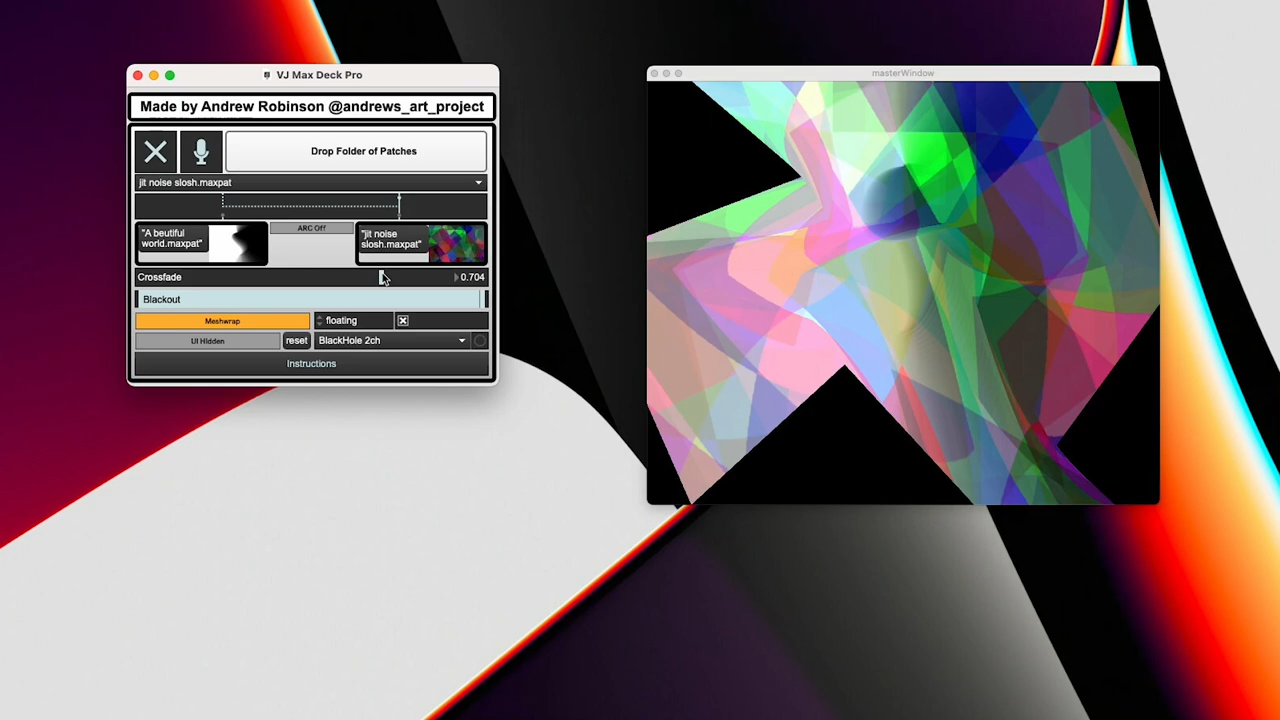 VJ Max Deck Pro
Made by Andrew Robinson @andrews_art_project
Drop Folder of Patches
jit noise slosh.maxpat
"A beutiful
world.maxpat"
ARC Off
"jit noise
slosh.maxpat"
Crossfade
0.704
Blackout
Meshwrap
floating
UI Hidden
reset
BlackHole 2ch
Instructions
masterWindow